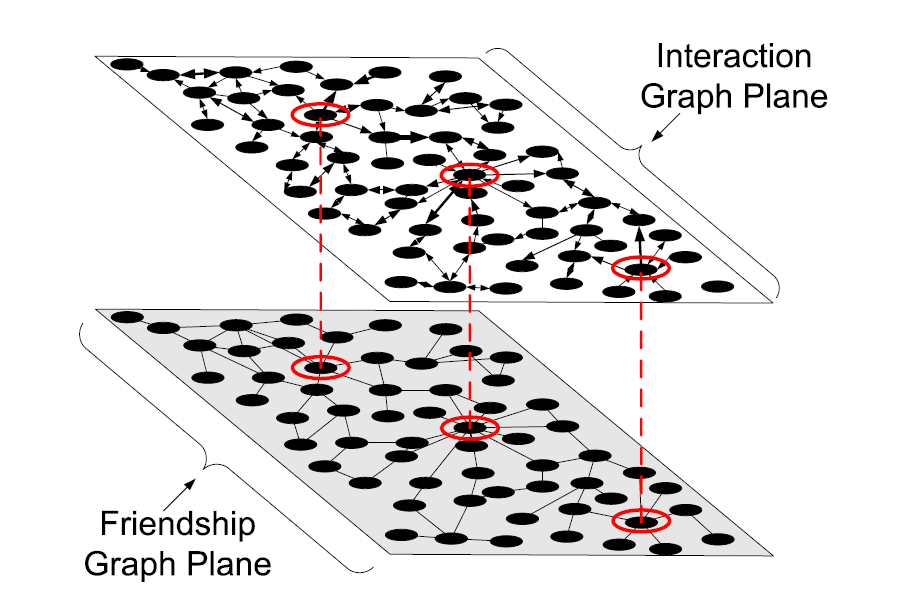 Interaction
Graph Plane
Friendship
Graph Plane